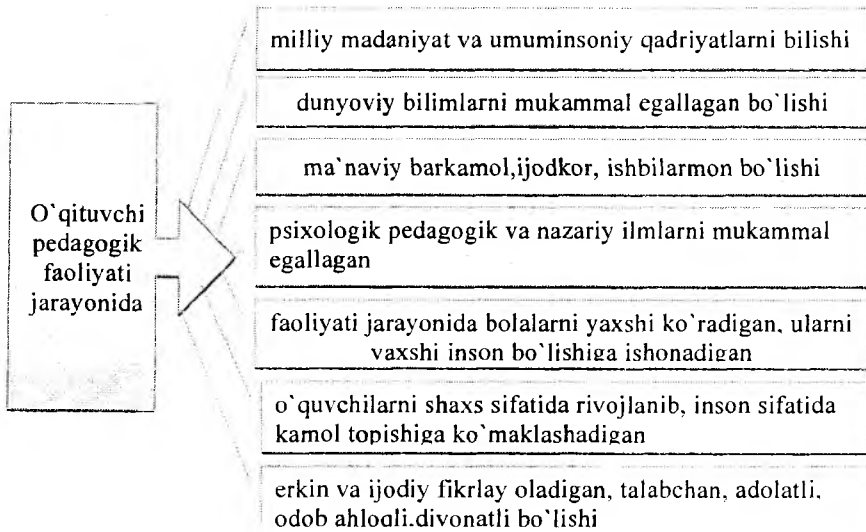 O`qituvchi
pedagogik
faoliyati
jarayonida
milliy madaniyat va umuminsoniy qadriyatlarni bilishi
dunyoviy bilimlarni mukammal egallagan bo`lishi
ma`naviy barkamol,ijodkor, ishbilarmon bo`lishi
psixologik pedagogik va nazariy ilmlarni mukammal
egallagan
faoliyati jarayonida bolalarni yaxshi ko`radigan, ularni
yaxshi inson bo`lishiga ishonadigan
o`quvchilarni shaxs sifatida rivojlanib, inson sifatida
kamol topishiga ko`maklashadigan
erkin va ijodiy fikrlay oladigan, talabchan, adolatli,
odob ahloqli,diyonatli bo`lishi